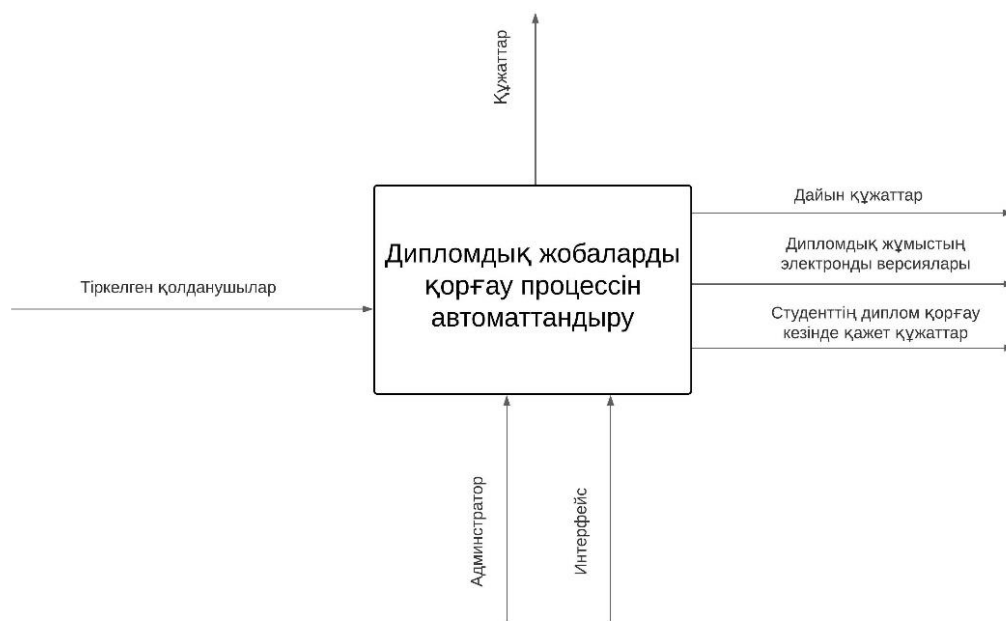 Құжаттар
Дайын құжаттар
Дипломдық жұмыстың
электронды версиялары
Студенттің диплом қорғау
кезінде қажет құжаттар
Тіркелген қолданушылар
Дипломдық жобаларды
қорғау процессін
автоматтандыру
Админстратор
Интерфейс